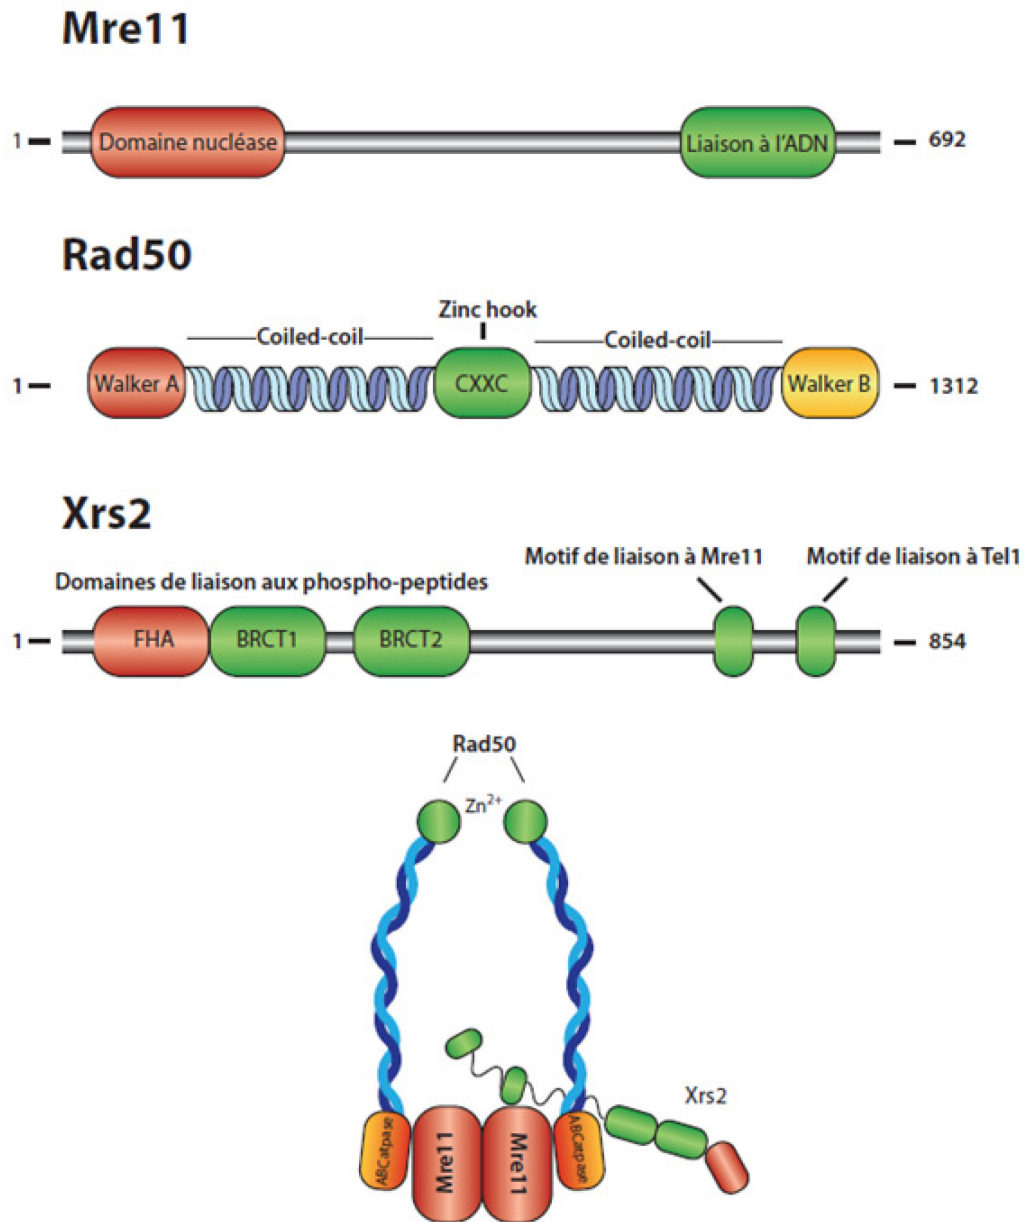 Mre11
1 Domaine nucléase Liaison à l'ADN 692
Rad50
Zinc hook
Coiled-coil Coiled-coil
1 Walker A CXXC Walker B 1312
Xrs2
Motif de liaison à Mre11 Motif de liaison à Tel1
Domaines de liaison aux phospho-peptides
1 FHA BRCT1 BRCT2 854
Rad50
Zn²⁺
Xrs2
ABCatpase Mre11 Mre11 ABCatpase